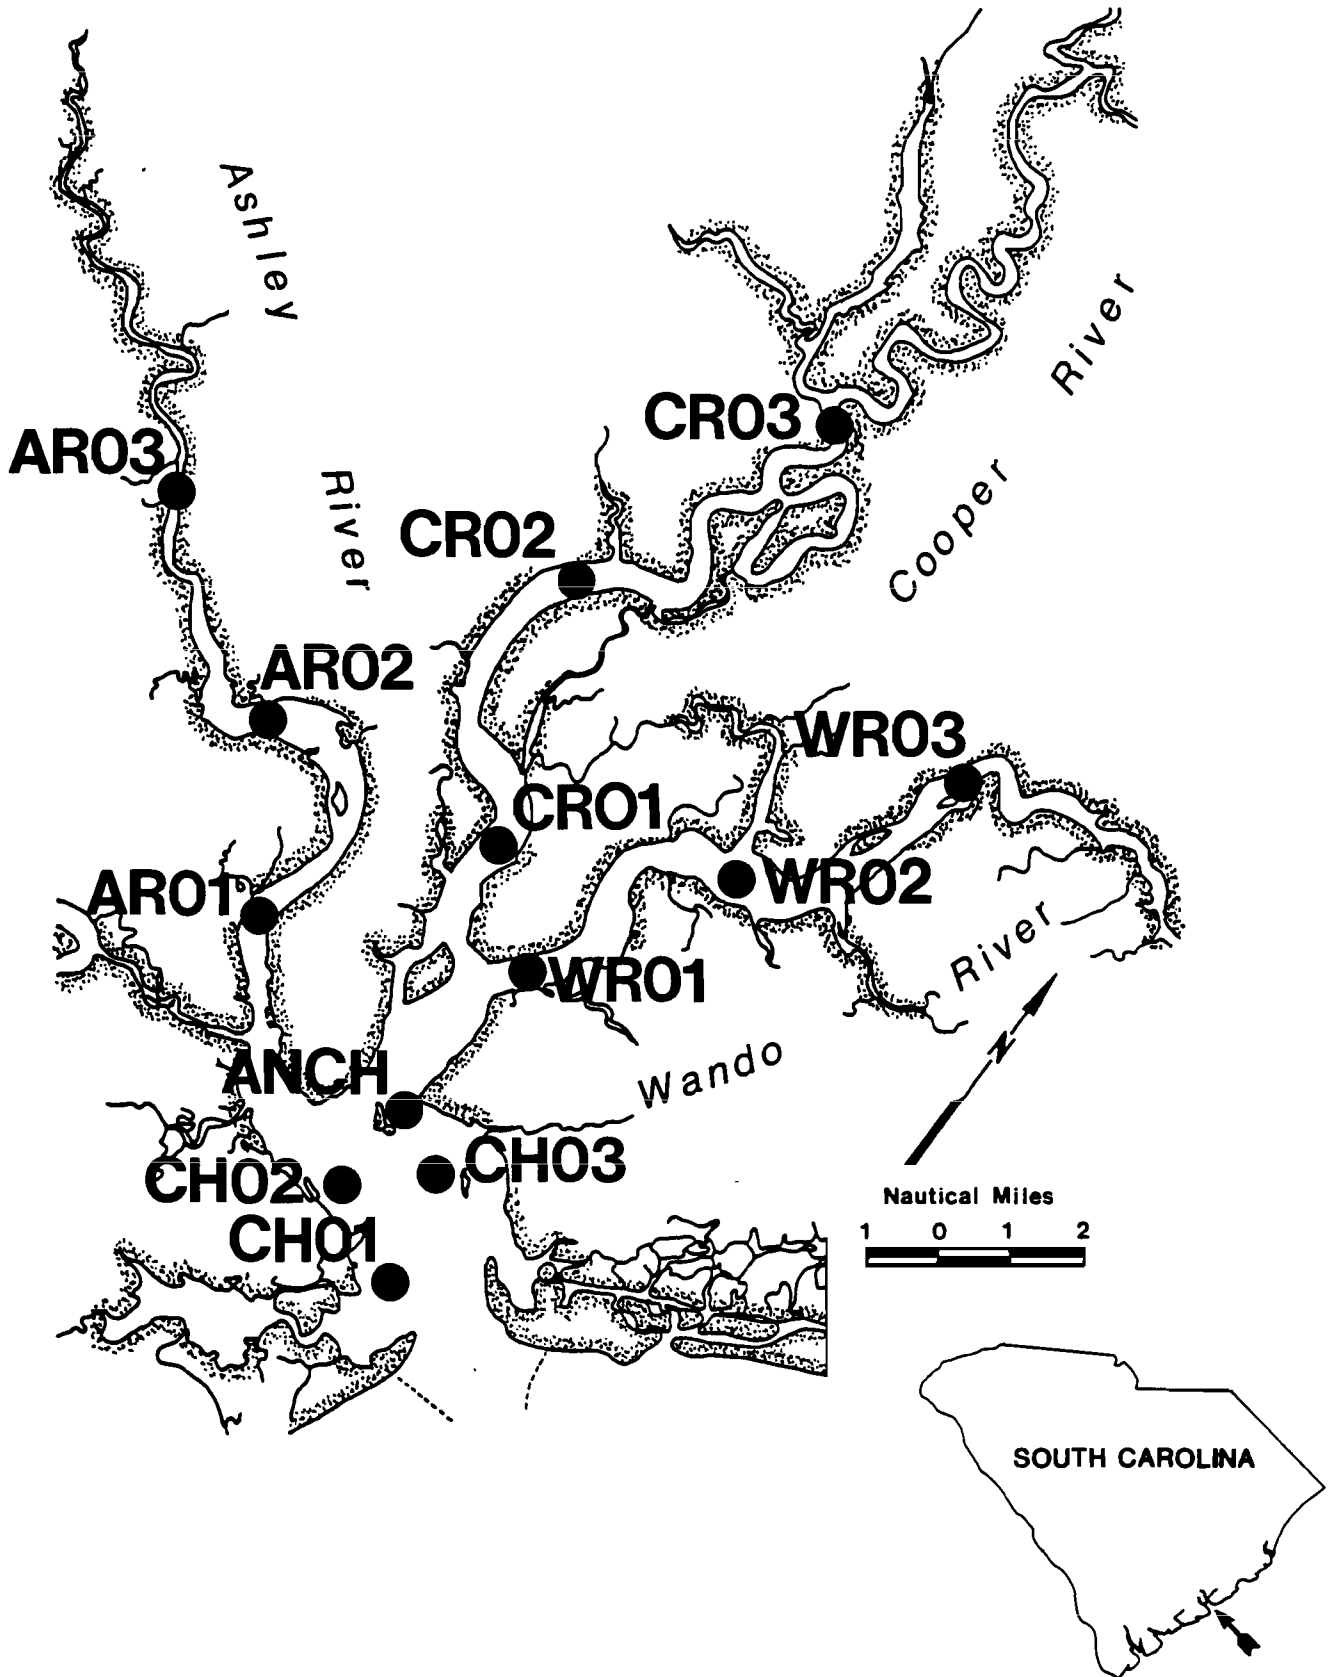 Ashley
River
Cooper
River
AR03
CR03
CR02
AR02
WR03
CR01
WR02
AR01
WR01
River
Wando
N
ANCH
CH03
CH02
CH01
Nautical Miles
1 0 1 2
SOUTH CAROLINA